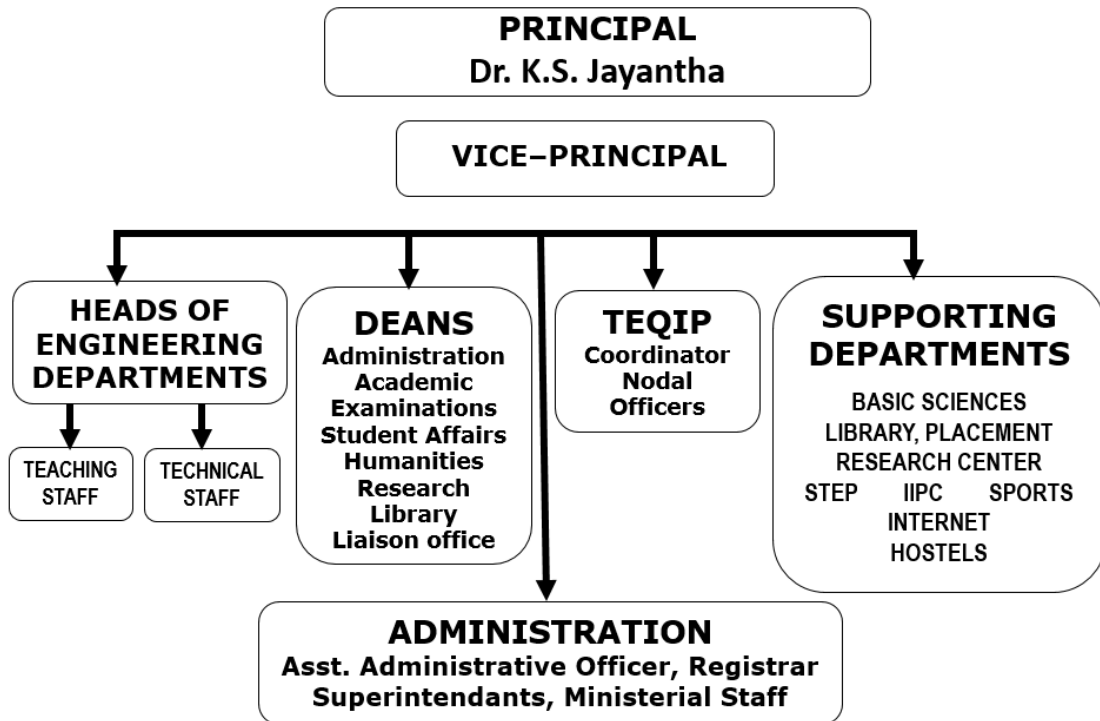 PRINCIPAL
Dr. K.S. Jayantha
VICE–PRINCIPAL
HEADS OF
ENGINEERING
DEPARTMENTS
TEACHING
STAFF
TECHNICAL
STAFF
DEANS
Administration
Academic
Examinations
Student Affairs
Humanities
Research
Library
Liaison office
TEQIP
Coordinator
Nodal
Officers
SUPPORTING
DEPARTMENTS
BASIC SCIENCES
LIBRARY, PLACEMENT
RESEARCH CENTER
STEP IIPC SPORTS
INTERNET
HOSTELS
ADMINISTRATION
Asst. Administrative Officer, Registrar
Superintendants, Ministerial Staff